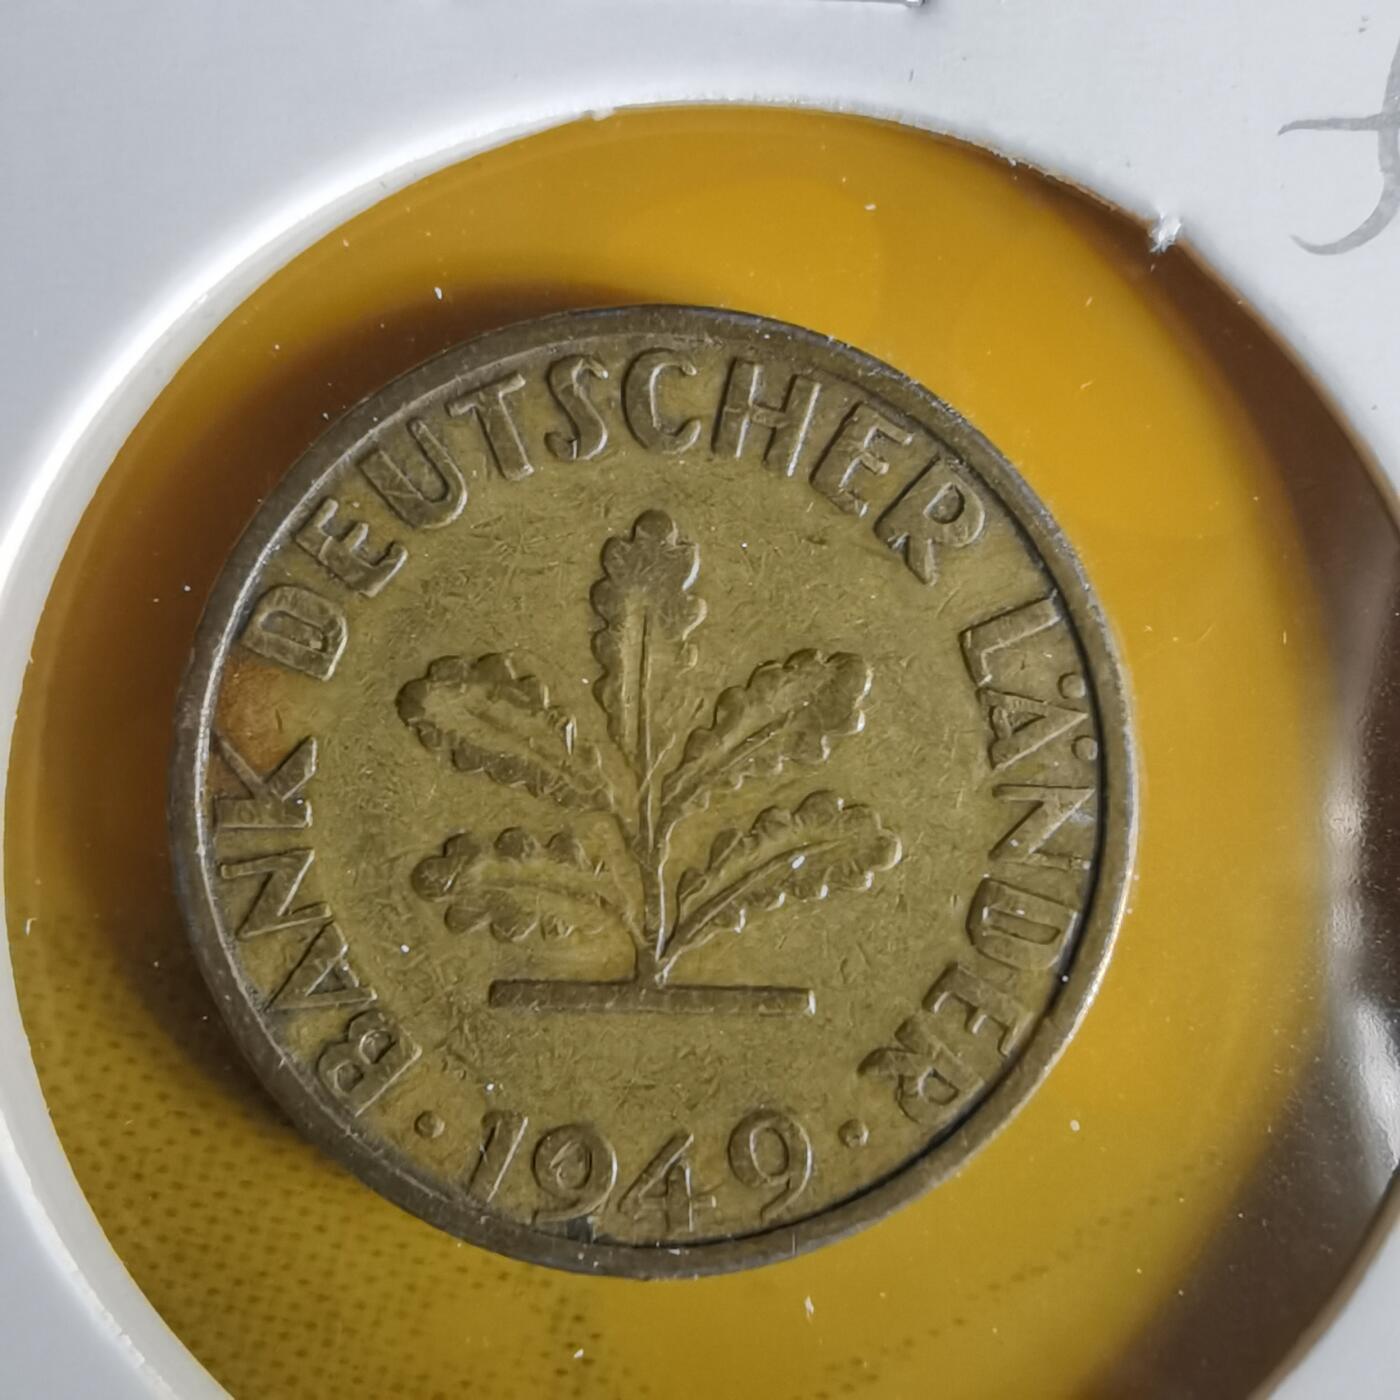 BANK DEUTSCHER LÄNDER
· 1949 ·